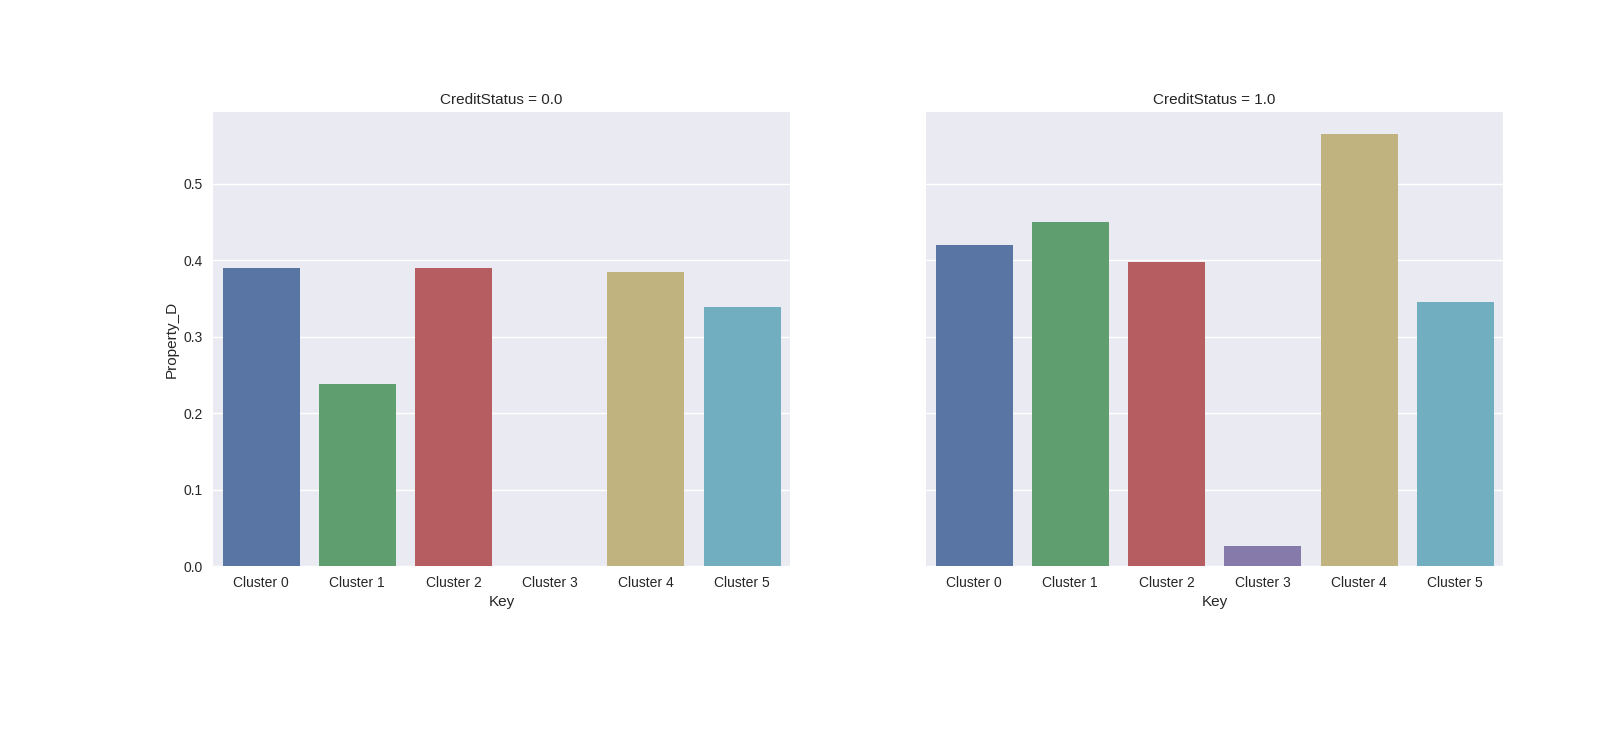 CreditStatus = 0.0
Property_D
0.5
0.4
0.3
0.2
0.1
0.0
Cluster 0 Cluster 1 Cluster 2 Cluster 3 Cluster 4 Cluster 5
Key
CreditStatus = 1.0
Cluster 0 Cluster 1 Cluster 2 Cluster 3 Cluster 4 Cluster 5
Key